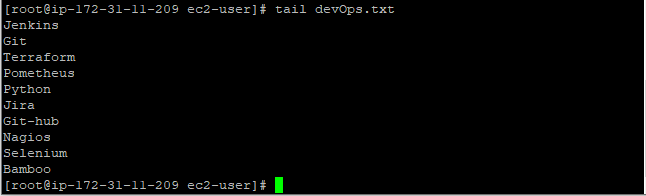 [root@ip-172-31-11-209 ec2-user]# tail devOps.txt
Jenkins
Git
Terraform
Pometheus
Python
Jira
Git-hub
Nagios
Selenium
Bamboo
[root@ip-172-31-11-209 ec2-user]#